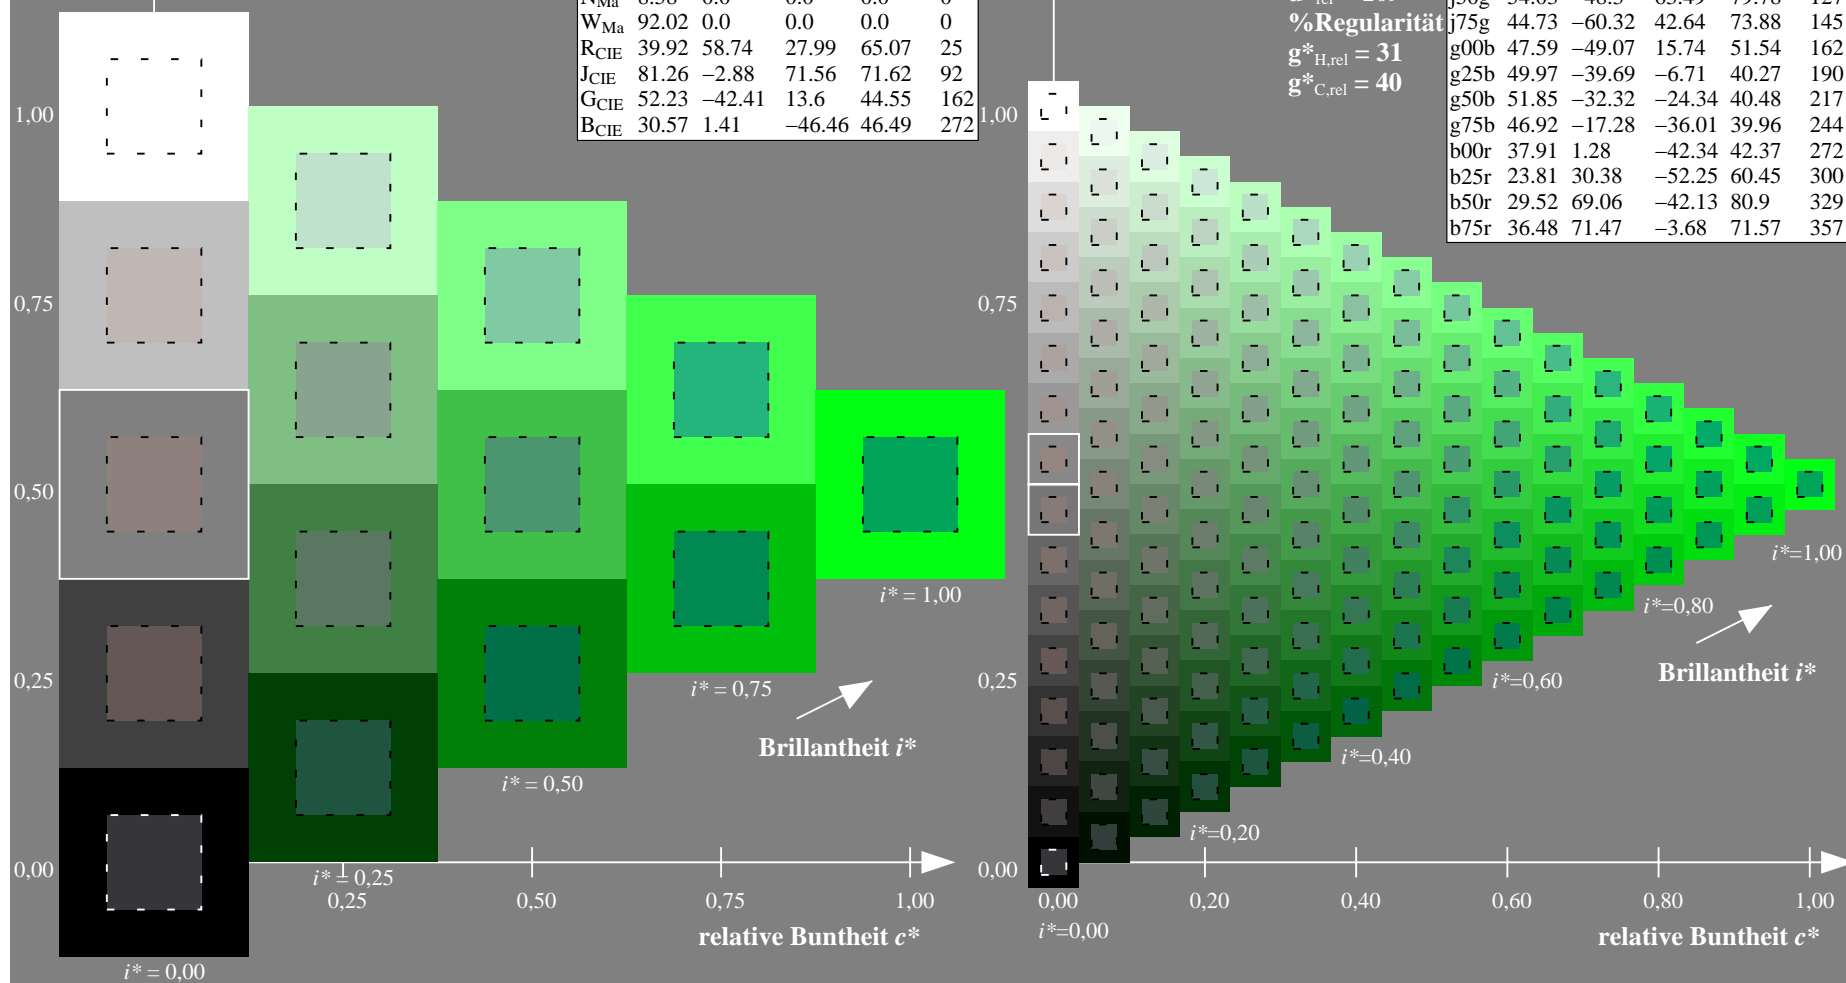 W_Ma 92.02 0.0 0.0 0.0 0
R_CIE 39.92 58.74 27.99 65.07 25
J_CIE 81.26 −2.88 71.56 71.62 92
G_CIE 52.23 −42.41 13.6 44.55 162
B_CIE 30.57 1.41 −46.46 46.49 272
1,00
0,75
0,50
0,25
0,00
i* = 1,00
i* = 0,75
i* = 0,50
i* = 0,25
i* = 0,00
Brillantheit i*
0,25 0,50 0,75 1,00
relative Buntheit c*
%Regularität
g*H,rel = 31
g*C,rel = 40
j75g 44.73 −60.32 42.64 73.88 145
g00b 47.59 −49.07 15.74 51.54 162
g25b 49.97 −39.69 −6.71 40.27 190
g50b 51.85 −32.32 −24.34 40.48 217
g75b 46.92 −17.28 −36.01 39.96 244
b00r 37.91 1.28 −42.34 42.37 272
b25r 23.81 30.38 −52.25 60.45 300
b50r 29.52 69.06 −42.13 80.9 329
b75r 36.48 71.47 −3.68 71.57 357
1,00
0,75
0,25
0,00
i*=1,00
i*=0,80
i*=0,60
i*=0,40
i*=0,20
i*=0,00
Brillantheit i*
0,00 0,20 0,40 0,60 0,80 1,00
relative Buntheit c*